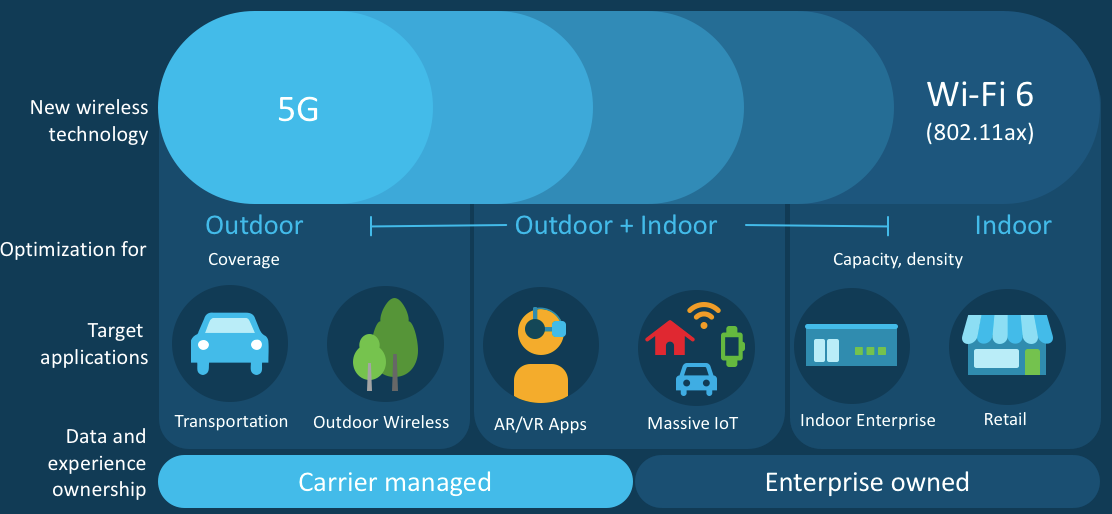 New wireless
technology
5G
Wi-Fi 6
(802.11ax)
Optimization for
Outdoor
Outdoor + Indoor
Indoor
Coverage
Capacity, density
Target
applications
Transportation
Outdoor Wireless
AR/VR Apps
Massive IoT
Indoor Enterprise
Retail
Data and
experience
ownership
Carrier managed
Enterprise owned